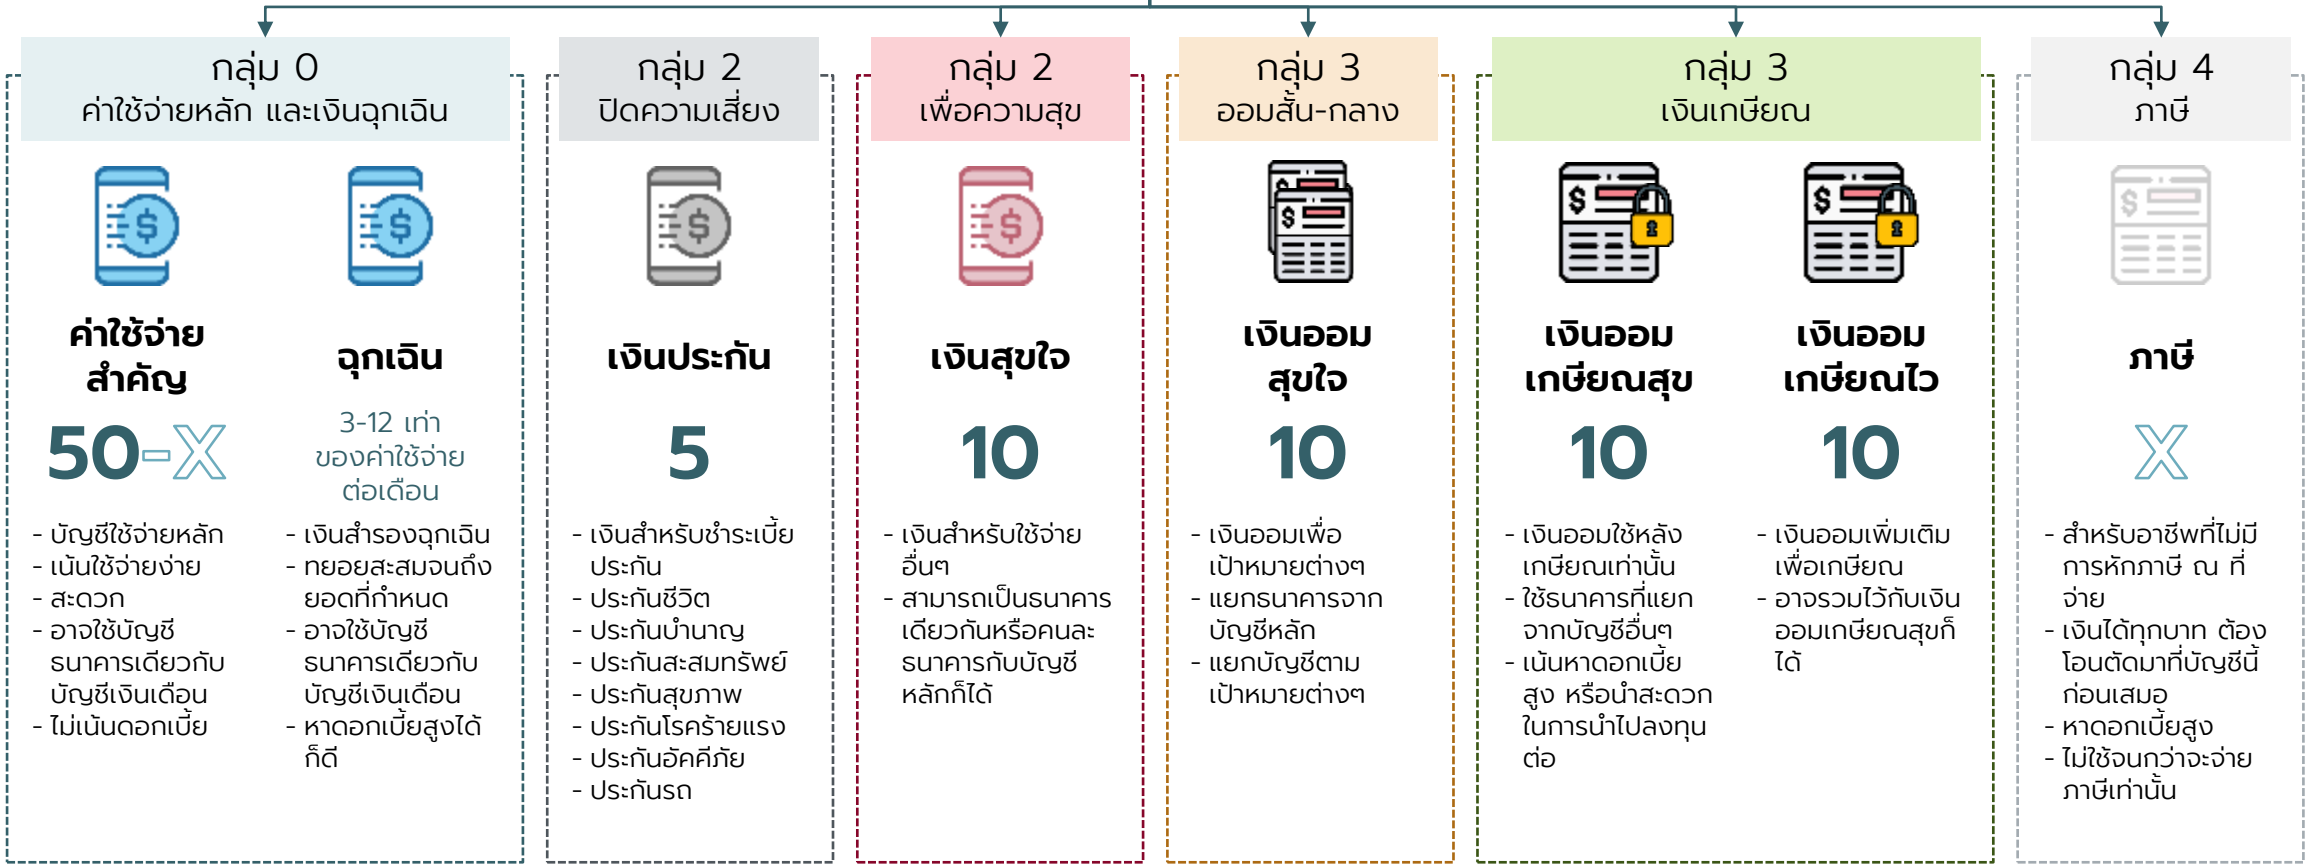 กลุ่ม 0
ค่าใช้จ่ายหลัก และเงินฉุกเฉิน
ค่าใช้จ่าย
สำคัญ
50-X
- บัญชีใช้จ่ายหลัก
- เน้นใช้จ่ายง่าย
- สะดวก
- อาจใช้บัญชี
ธนาคารเดียวกับ
บัญชีเงินเดือน
- ไม่เน้นดอกเบี้ย
ฉุกเฉิน
3-12 เท่า
ของค่าใช้จ่าย
ต่อเดือน
- เงินสำรองฉุกเฉิน
- ทยอยสะสมจนถึง
ยอดที่กำหนด
- อาจใช้บัญชี
ธนาคารเดียวกับ
บัญชีเงินเดือน
- หาดอกเบี้ยสูงได้
ก็ดี
กลุ่ม 2
ปิดความเสี่ยง
เงินประกัน
5
- เงินสำหรับชำระเบี้ย
ประกัน
- ประกันชีวิต
- ประกันบำนาญ
- ประกันสะสมทรัพย์
- ประกันสุขภาพ
- ประกันโรคร้ายแรง
- ประกันอัคคีภัย
- ประกันรถ
กลุ่ม 2
เพื่อความสุข
เงินสุขใจ
10
- เงินสำหรับใช้จ่าย
อื่นๆ
- สามารถเป็นธนาคาร
เดียวกันหรือคนละ
ธนาคารกับบัญชี
หลักก็ได้
กลุ่ม 3
ออมสั้น-กลาง
$
เงินออม
สุขใจ
10
- เงินออมเพื่อ
เป้าหมายต่างๆ
- แยกธนาคารจาก
บัญชีหลัก
- แยกบัญชีตาม
เป้าหมายต่างๆ
กลุ่ม 3
เงินเกษียณ
เงินออม
เกษียณสุข
10
- เงินออมใช้หลัง
เกษียณเท่านั้น
- ใช้ธนาคารที่แยก
จากบัญชีอื่นๆ
- เน้นหาดอกเบี้ย
สูง หรือนำสะดวก
ในการนำไปลงทุน
ต่อ
เงินออม
เกษียณไว
10
- เงินออมเพิ่มเติม
เพื่อเกษียณ
- อาจรวมไว้กับเงิน
ออมเกษียณสุขก็
ได้
กลุ่ม 4
ภาษี
ภาษี
X
- สำหรับอาชีพที่ไม่มี
การหักภาษี ณ ที่
จ่าย
- เงินได้ทุกบาท ต้อง
โอนตัดมาที่บัญชีนี้
ก่อนเสมอ
- หาดอกเบี้ยสูง
- ไม่ใช้จนกว่าจะจ่าย
ภาษีเท่านั้น